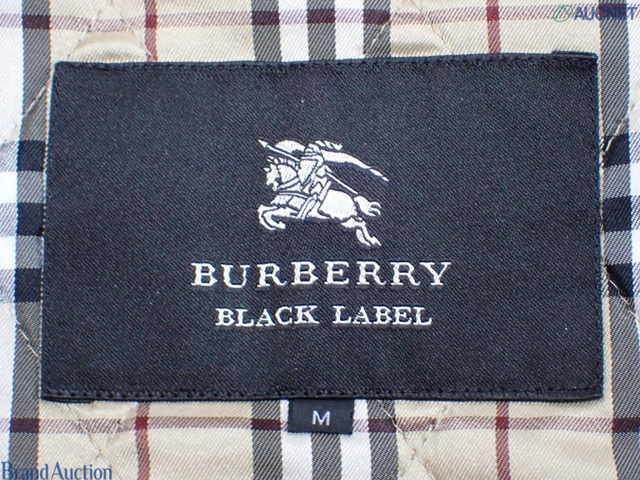 AUCNET
BURBERRY
BLACK LABEL
M
Brand Auction